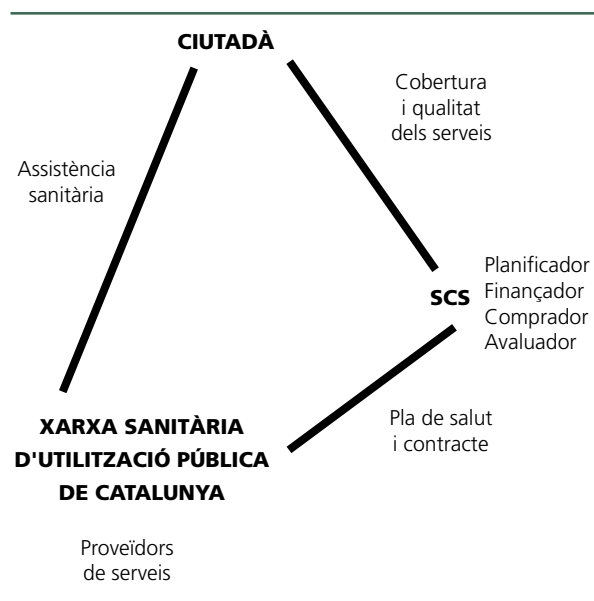 CIUTADÀ
Cobertura
i qualitat
dels serveis
Assistència
sanitària
SCS
Planificador
Finançador
Comprador
Avaluador
Pla de salut
i contracte
XARXA SANITÀRIA
D'UTILITZACIÓ PÚBLICA
DE CATALUNYA
Proveïdors
de serveis